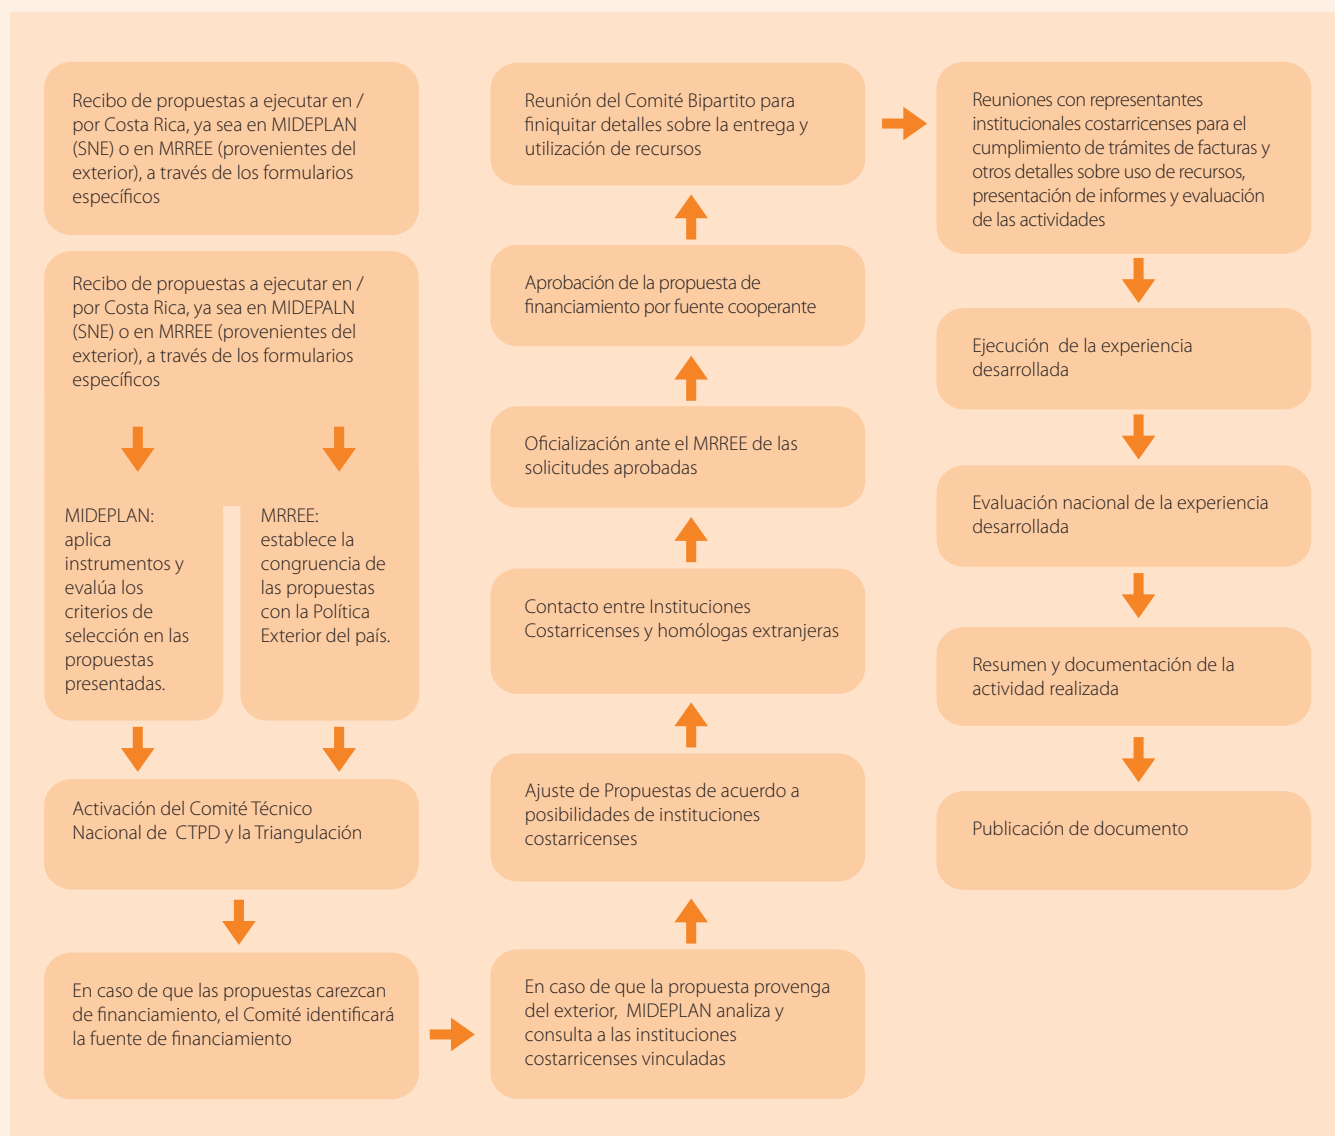 Recibo de propuestas a ejecutar en /
por Costa Rica, ya sea en MIDEPLAN
(SNE) o en MRREE (provenientes del
exterior), a través de los formularios
específicos
Recibo de propuestas a ejecutar en /
por Costa Rica, ya sea en MIDEPALN
(SNE) o en MRREE (provenientes del
exterior), a través de los formularios
específicos
MIDEPLAN:
aplica
instrumentos y
evalúa los
criterios de
selección en las
propuestas
presentadas.
MRREE:
establece la
congruencia de
las propuestas
con la Política
Exterior del país.
Activación del Comité Técnico
Nacional de CTPD y la Triangulación
En caso de que las propuestas carezcan
de financiamiento, el Comité identificará
la fuente de financiamiento
En caso de que la propuesta provenga
del exterior, MIDEPLAN analiza y
consulta a las instituciones
costarricenses vinculadas
Ajuste de Propuestas de acuerdo a
posibilidades de instituciones
costarricenses
Contacto entre Instituciones
Costarricenses y homólogas extranjeras
Oficialización ante el MRREE de las
solicitudes aprobadas
Aprobación de la propuesta de
financiamiento por fuente cooperante
Reunión del Comité Bipartito para
finiquitar detalles sobre la entrega y
utilización de recursos
Reuniones con representantes
institucionales costarricenses para el
cumplimiento de trámites de facturas y
otros detalles sobre uso de recursos,
presentación de informes y evaluación
de las actividades
Ejecución de la experiencia
desarrollada
Evaluación nacional de la experiencia
desarrollada
Resumen y documentación de la
actividad realizada
Publicación de documento